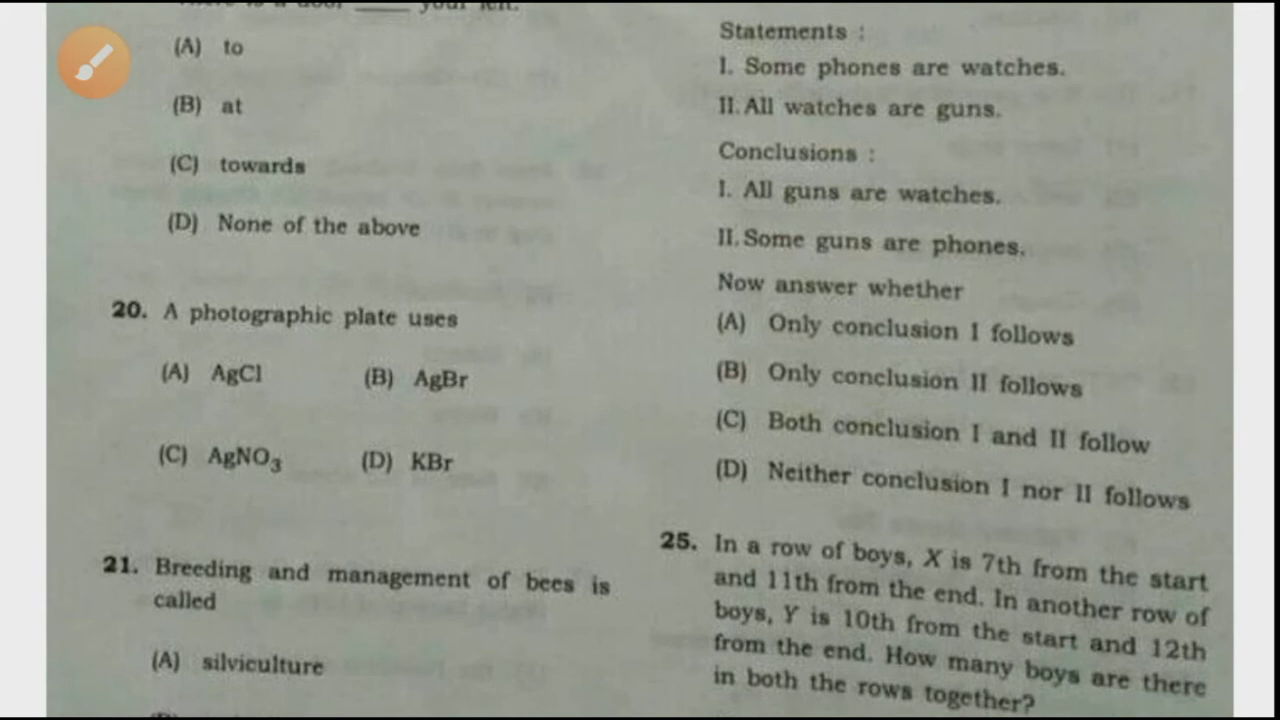 ____ your left.
(A) to
(B) at
(C) towards
(D) None of the above
20. A photographic plate uses
(A) AgCl (B) AgBr
(C) AgNO₃ (D) KBr
21. Breeding and management of bees is
called
(A) silviculture
Statements :
I. Some phones are watches.
II. All watches are guns.
Conclusions :
I. All guns are watches.
II. Some guns are phones.
Now answer whether
(A) Only conclusion I follows
(B) Only conclusion II follows
(C) Both conclusion I and II follow
(D) Neither conclusion I nor II follows
25. In a row of boys, X is 7th from the start
and 11th from the end. In another row of
boys, Y is 10th from the start and 12th
from the end. How many boys are there
in both the rows together?